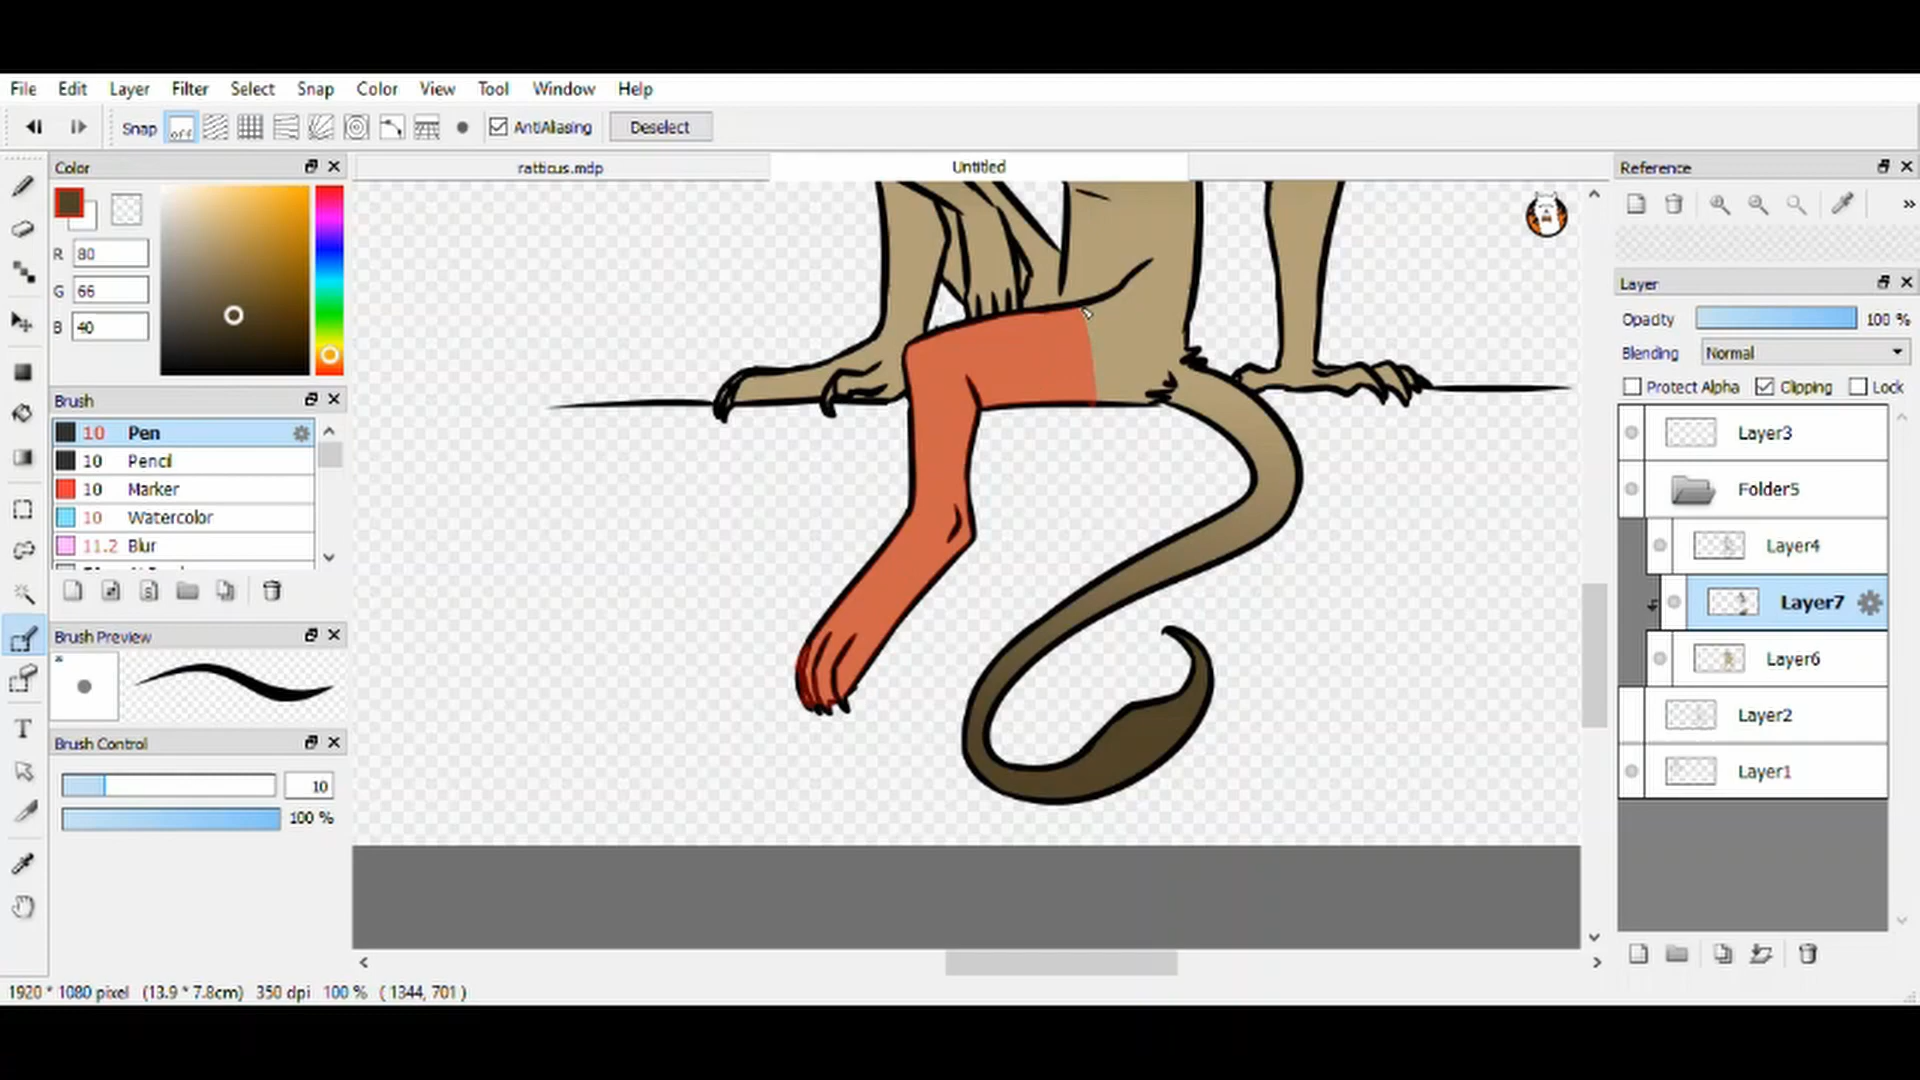 File Edit Layer Filter Select Snap Color View Tool Window Help
Snap off AntiAliasing Deselect
Color
ratticus.mdp
Untitled
Reference
R 80
G 66
B 40
»
Layer
Opacity 100 %
Blending Normal
Protect Alpha Clipping Lock
Brush
10 Pen
10 Pencil
10 Marker
10 Watercolor
11.2 Blur
Layer3
Folder5
Layer4
Layer7
Layer6
Layer2
Layer1
Brush Preview
Brush Control
10
100 %
T
1920 * 1080 pixel (13.9 * 7.8cm) 350 dpi 100 % ( 1344, 701 )